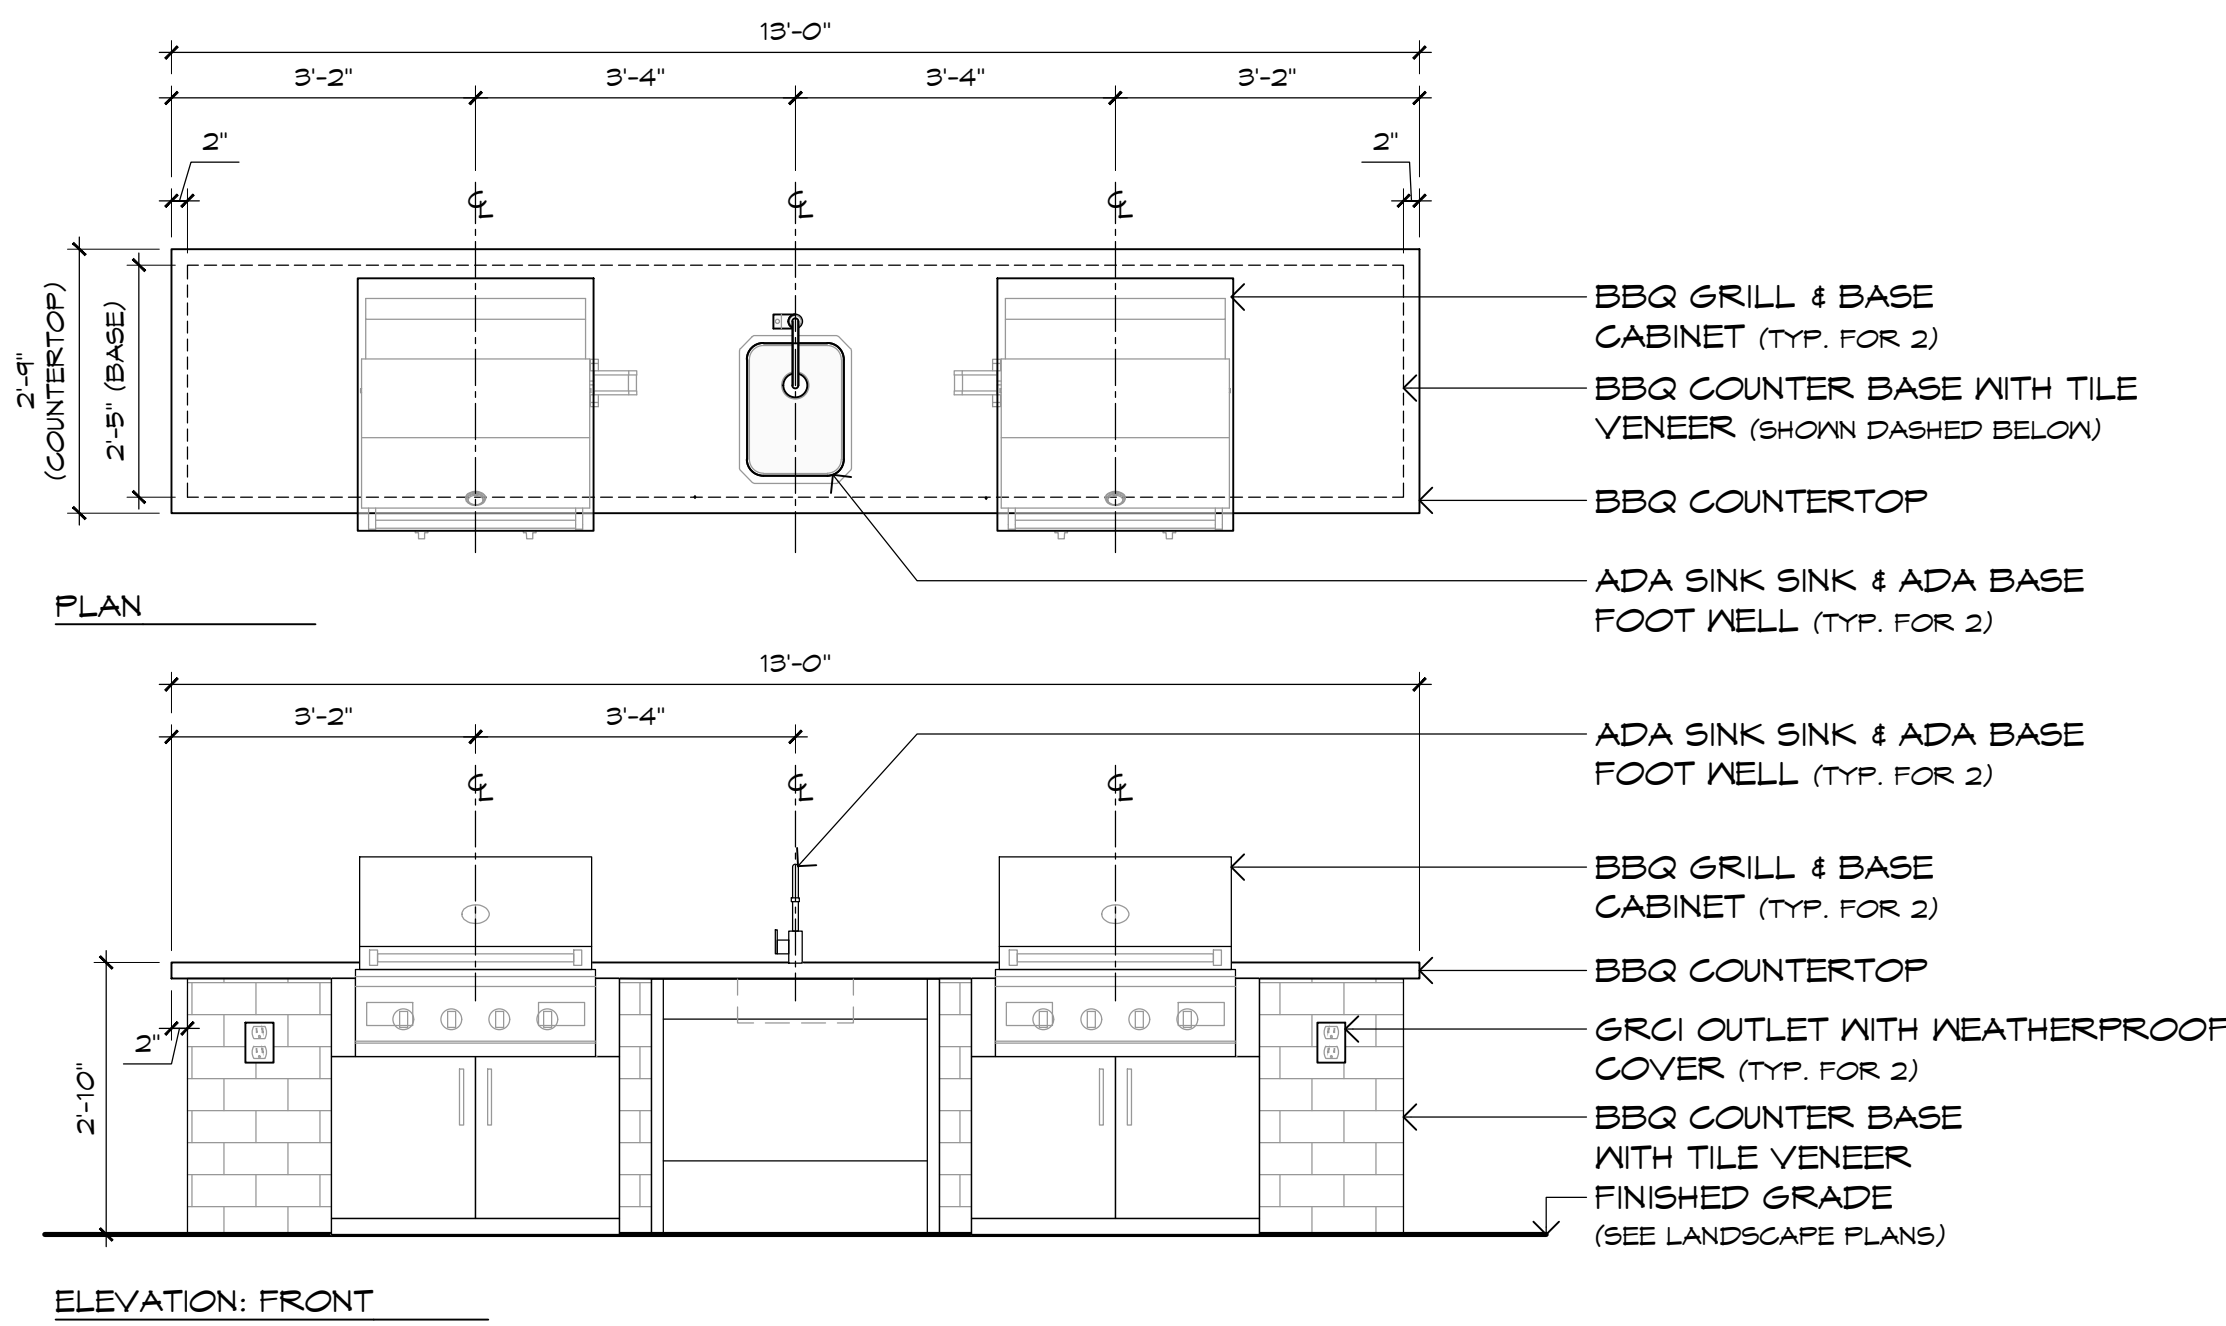 13'-0"
3'-2"
3'-4"
3'-4"
3'-2"
2"
2"
℄
℄
℄
2'-9"
(COUNTERTOP)
2'-5" (BASE)
BBQ GRILL & BASE
CABINET (TYP. FOR 2)
BBQ COUNTER BASE WITH TILE
VENEER (SHOWN DASHED BELOW)
BBQ COUNTERTOP
ADA SINK SINK & ADA BASE
FOOT WELL (TYP. FOR 2)
PLAN
13'-0"
3'-2"
3'-4"
℄
℄
℄
ADA SINK SINK & ADA BASE
FOOT WELL (TYP. FOR 2)
BBQ GRILL & BASE
CABINET (TYP. FOR 2)
BBQ COUNTERTOP
2"
2'-10"
GRCI OUTLET WITH WEATHERPROOF
COVER (TYP. FOR 2)
BBQ COUNTER BASE
WITH TILE VENEER
FINISHED GRADE
(SEE LANDSCAPE PLANS)
ELEVATION: FRONT